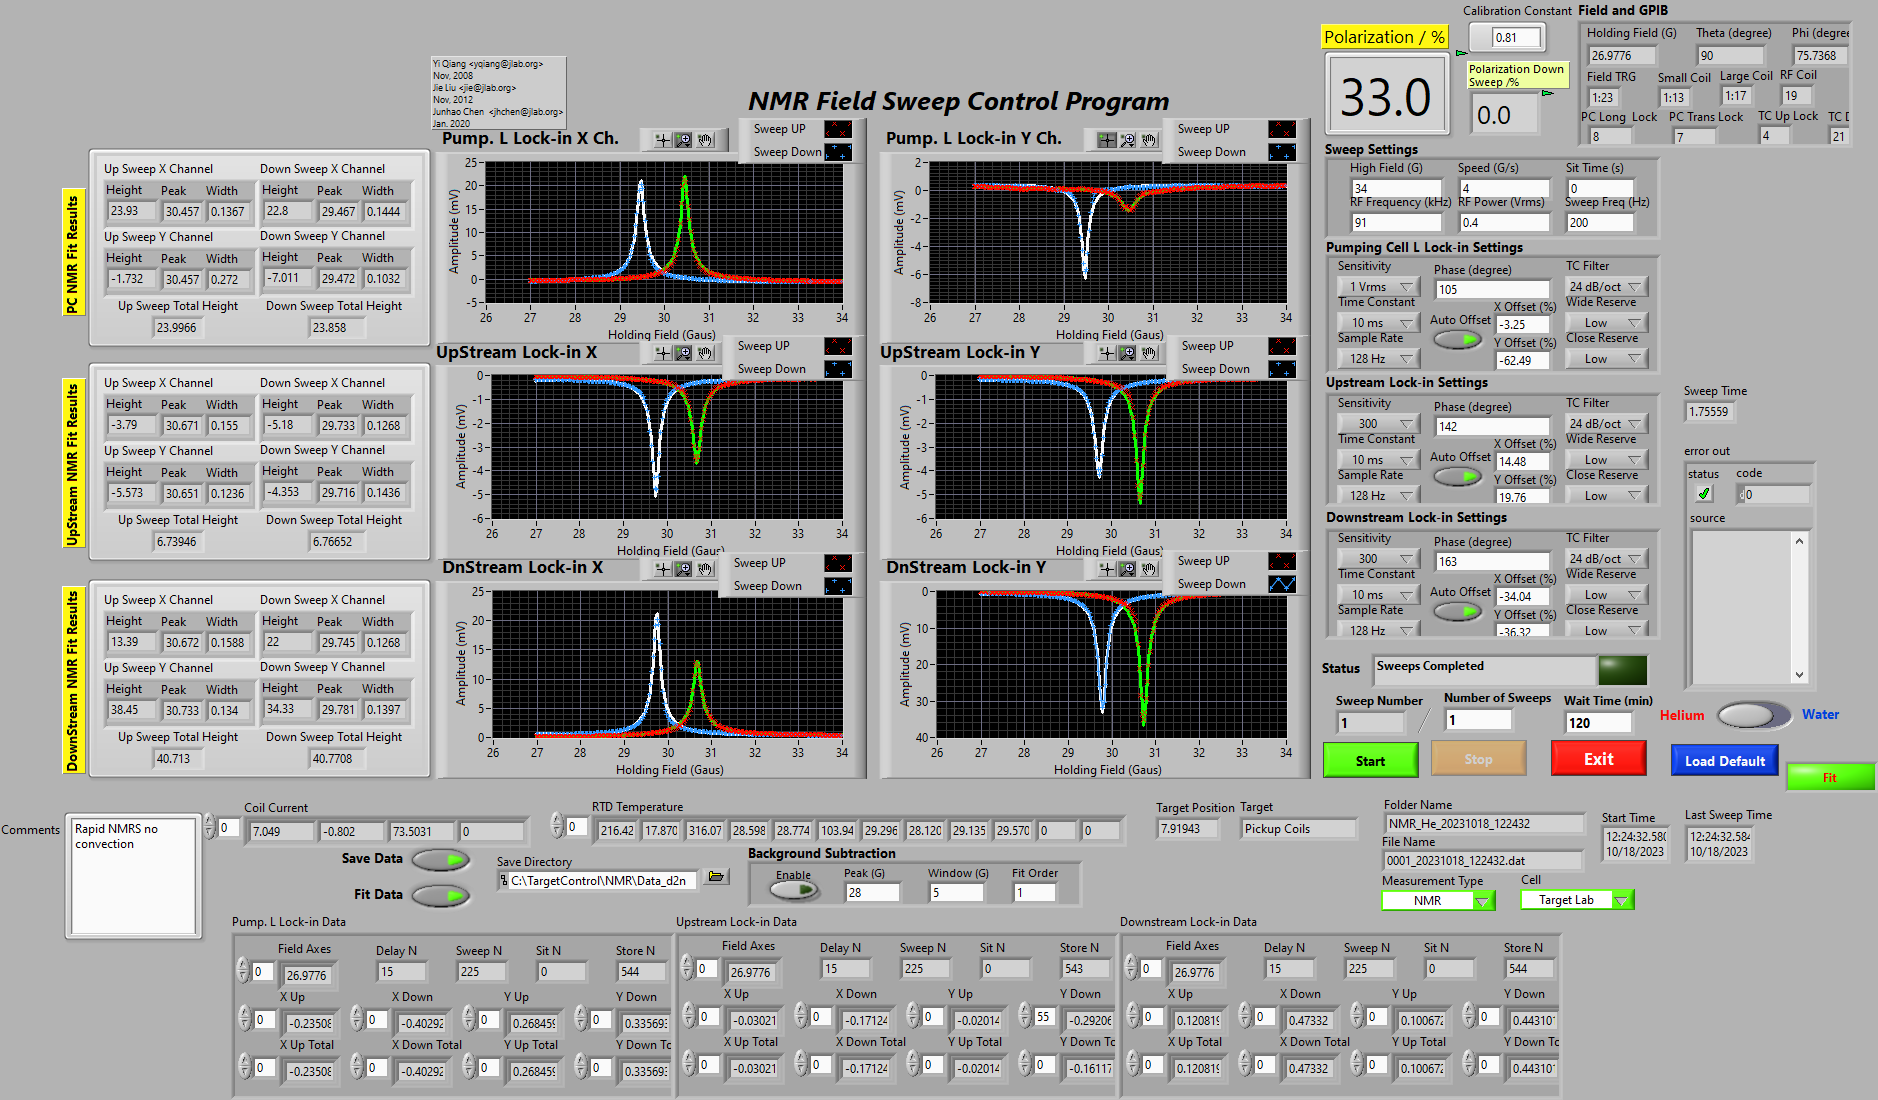 Calibration Constant
0.81
Field and GPIB
Polarization / %
33.0
Polarization Down
Sweep /%
0.0
Holding Field (G) Theta (degree) Phi (degree
26.9776 90 75.7368
Field TRG Small Coil Large Coil RF Coil
1:23 1:13 1:17 19
PC Long Lock PC Trans Lock TC Up Lock TC D
8 7 4 21
Yi Qiang <yqiang@jlab.org>
Nov, 2008
Jie Liu <jie@jlab.org>
Nov, 2012
Junhao Chen <jhchen@jlab.org>
Jan. 2020
NMR Field Sweep Control Program
PC NMR Fit Results
Up Sweep X Channel Down Sweep X Channel
Height Peak Width Height Peak Width
23.93 30.457 0.1367 22.8 29.467 0.1444
Up Sweep Y Channel Down Sweep Y Channel
Height Peak Width Height Peak Width
-1.732 30.457 0.272 -7.011 29.472 0.1032
Up Sweep Total Height Down Sweep Total Height
23.9966 23.858
Pump. L Lock-in X Ch.
Sweep UP
Sweep Down
Amplitude (mV)
25
20
15
10
5
0
-5
26 27 28 29 30 31 32 33 34
Holding Field (Gaus)
Pump. L Lock-in Y Ch.
Sweep UP
Sweep Down
Amplitude (mV)
2
0
-2
-4
-6
-8
26 27 28 29 30 31 32 33 34
Holding Field (Gaus)
UpStream NMR Fit Results
Up Sweep X Channel Down Sweep X Channel
Height Peak Width Height Peak Width
-3.79 30.671 0.155 -5.18 29.733 0.1268
Up Sweep Y Channel Down Sweep Y Channel
Height Peak Width Height Peak Width
-5.573 30.651 0.1236 -4.353 29.716 0.1436
Up Sweep Total Height Down Sweep Total Height
6.73946 6.76652
UpStream Lock-in X
Sweep UP
Sweep Down
Amplitude (mV)
0
-1
-2
-3
-4
-5
-6
26 27 28 29 30 31 32 33 34
Holding Field (Gaus)
UpStream Lock-in Y
Sweep UP
Sweep Down
Amplitude (mV)
0
-1
-2
-3
-4
-5
-6
26 27 28 29 30 31 32 33 34
Holding Field (Gaus)
DownStream NMR Fit Results
Up Sweep X Channel Down Sweep X Channel
Height Peak Width Height Peak Width
13.39 30.672 0.1588 22 29.745 0.1268
Up Sweep Y Channel Down Sweep Y Channel
Height Peak Width Height Peak Width
38.45 30.733 0.134 34.33 29.781 0.1397
Up Sweep Total Height Down Sweep Total Height
40.713 40.7708
DnStream Lock-in X
Sweep UP
Sweep Down
Amplitude (mV)
25
20
15
10
5
0
26 27 28 29 30 31 32 33 34
Holding Field (Gaus)
DnStream Lock-in Y
Sweep UP
Sweep Down
Amplitude (mV)
0
10
20
30
40
26 27 28 29 30 31 32 33 34
Holding Field (Gaus)
Sweep Settings
High Field (G) Speed (G/s) Sit Time (s)
34 4 0
RF Frequency (kHz) RF Power (Vrms) Sweep Freq (Hz)
91 0.4 200
Pumping Cell L Lock-in Settings
Sensitivity Phase (degree) TC Filter
1 Vrms 105 24 dB/oct
Time Constant X Offset (%) Wide Reserve
10 ms Auto Offset -3.25 Low
Sample Rate Y Offset (%) Close Reserve
128 Hz -62.49 Low
Upstream Lock-in Settings
Sensitivity Phase (degree) TC Filter
300 142 24 dB/oct
Time Constant X Offset (%) Wide Reserve
10 ms Auto Offset 14.48 Low
Sample Rate Y Offset (%) Close Reserve
128 Hz 19.76 Low
Downstream Lock-in Settings
Sensitivity Phase (degree) TC Filter
300 163 24 dB/oct
Time Constant X Offset (%) Wide Reserve
10 ms Auto Offset -34.04 Low
Sample Rate Y Offset (%) Close Reserve
128 Hz -36.32 Low
Sweep Time
1.75559
error out
status code
0
source
Status Sweeps Completed
Sweep Number Number of Sweeps Wait Time (min)
1 / 1 120
Helium Water
Start Stop Exit Load Default Fit
Comments
Rapid NMRS no
convection
Coil Current
0 7.049 -0.802 73.5031 0
RTD Temperature
0 216.42 17.870 316.07 28.598 28.774 103.94 29.296 28.120 29.135 29.570 0 0
Target Position Target
7.91943 Pickup Coils
Save Data
Fit Data
Save Directory
C:\TargetControl\NMR\Data_d2n
Background Subtraction
Enable Peak (G) Window (G) Fit Order
28 5 1
Folder Name
NMR_He_20231018_122432
File Name
0001_20231018_122432.dat
Measurement Type Cell
NMR Target Lab
Start Time Last Sweep Time
12:24:32.580 12:24:32.584
10/18/2023 10/18/2023
Pump. L Lock-in Data
Field Axes Delay N Sweep N Sit N Store N
0 26.9776 15 225 0 544
X Up X Down Y Up Y Down
0 -0.23508 0 -0.40292 0 0.268459 0 0.335693
X Up Total X Down Total Y Up Total Y Down To
0 -0.23508 0 -0.40292 0 0.268459 0 0.335693
Upstream Lock-in Data
Field Axes Delay N Sweep N Sit N Store N
0 26.9776 15 225 0 543
X Up X Down Y Up Y Down
0 -0.03021 0 -0.17124 0 -0.02014 55 -0.29206
X Up Total X Down Total Y Up Total Y Down Tc
0 -0.03021 0 -0.17124 0 -0.02014 0 -0.16117
Downstream Lock-in Data
Field Axes Delay N Sweep N Sit N Store N
0 26.9776 15 225 0 544
X Up X Down Y Up Y Down
0 0.120819 0 0.47332 0 0.100672 0 0.443107
X Up Total X Down Total Y Up Total Y Down Tc
0 0.120819 0 0.47332 0 0.100672 0 0.443107